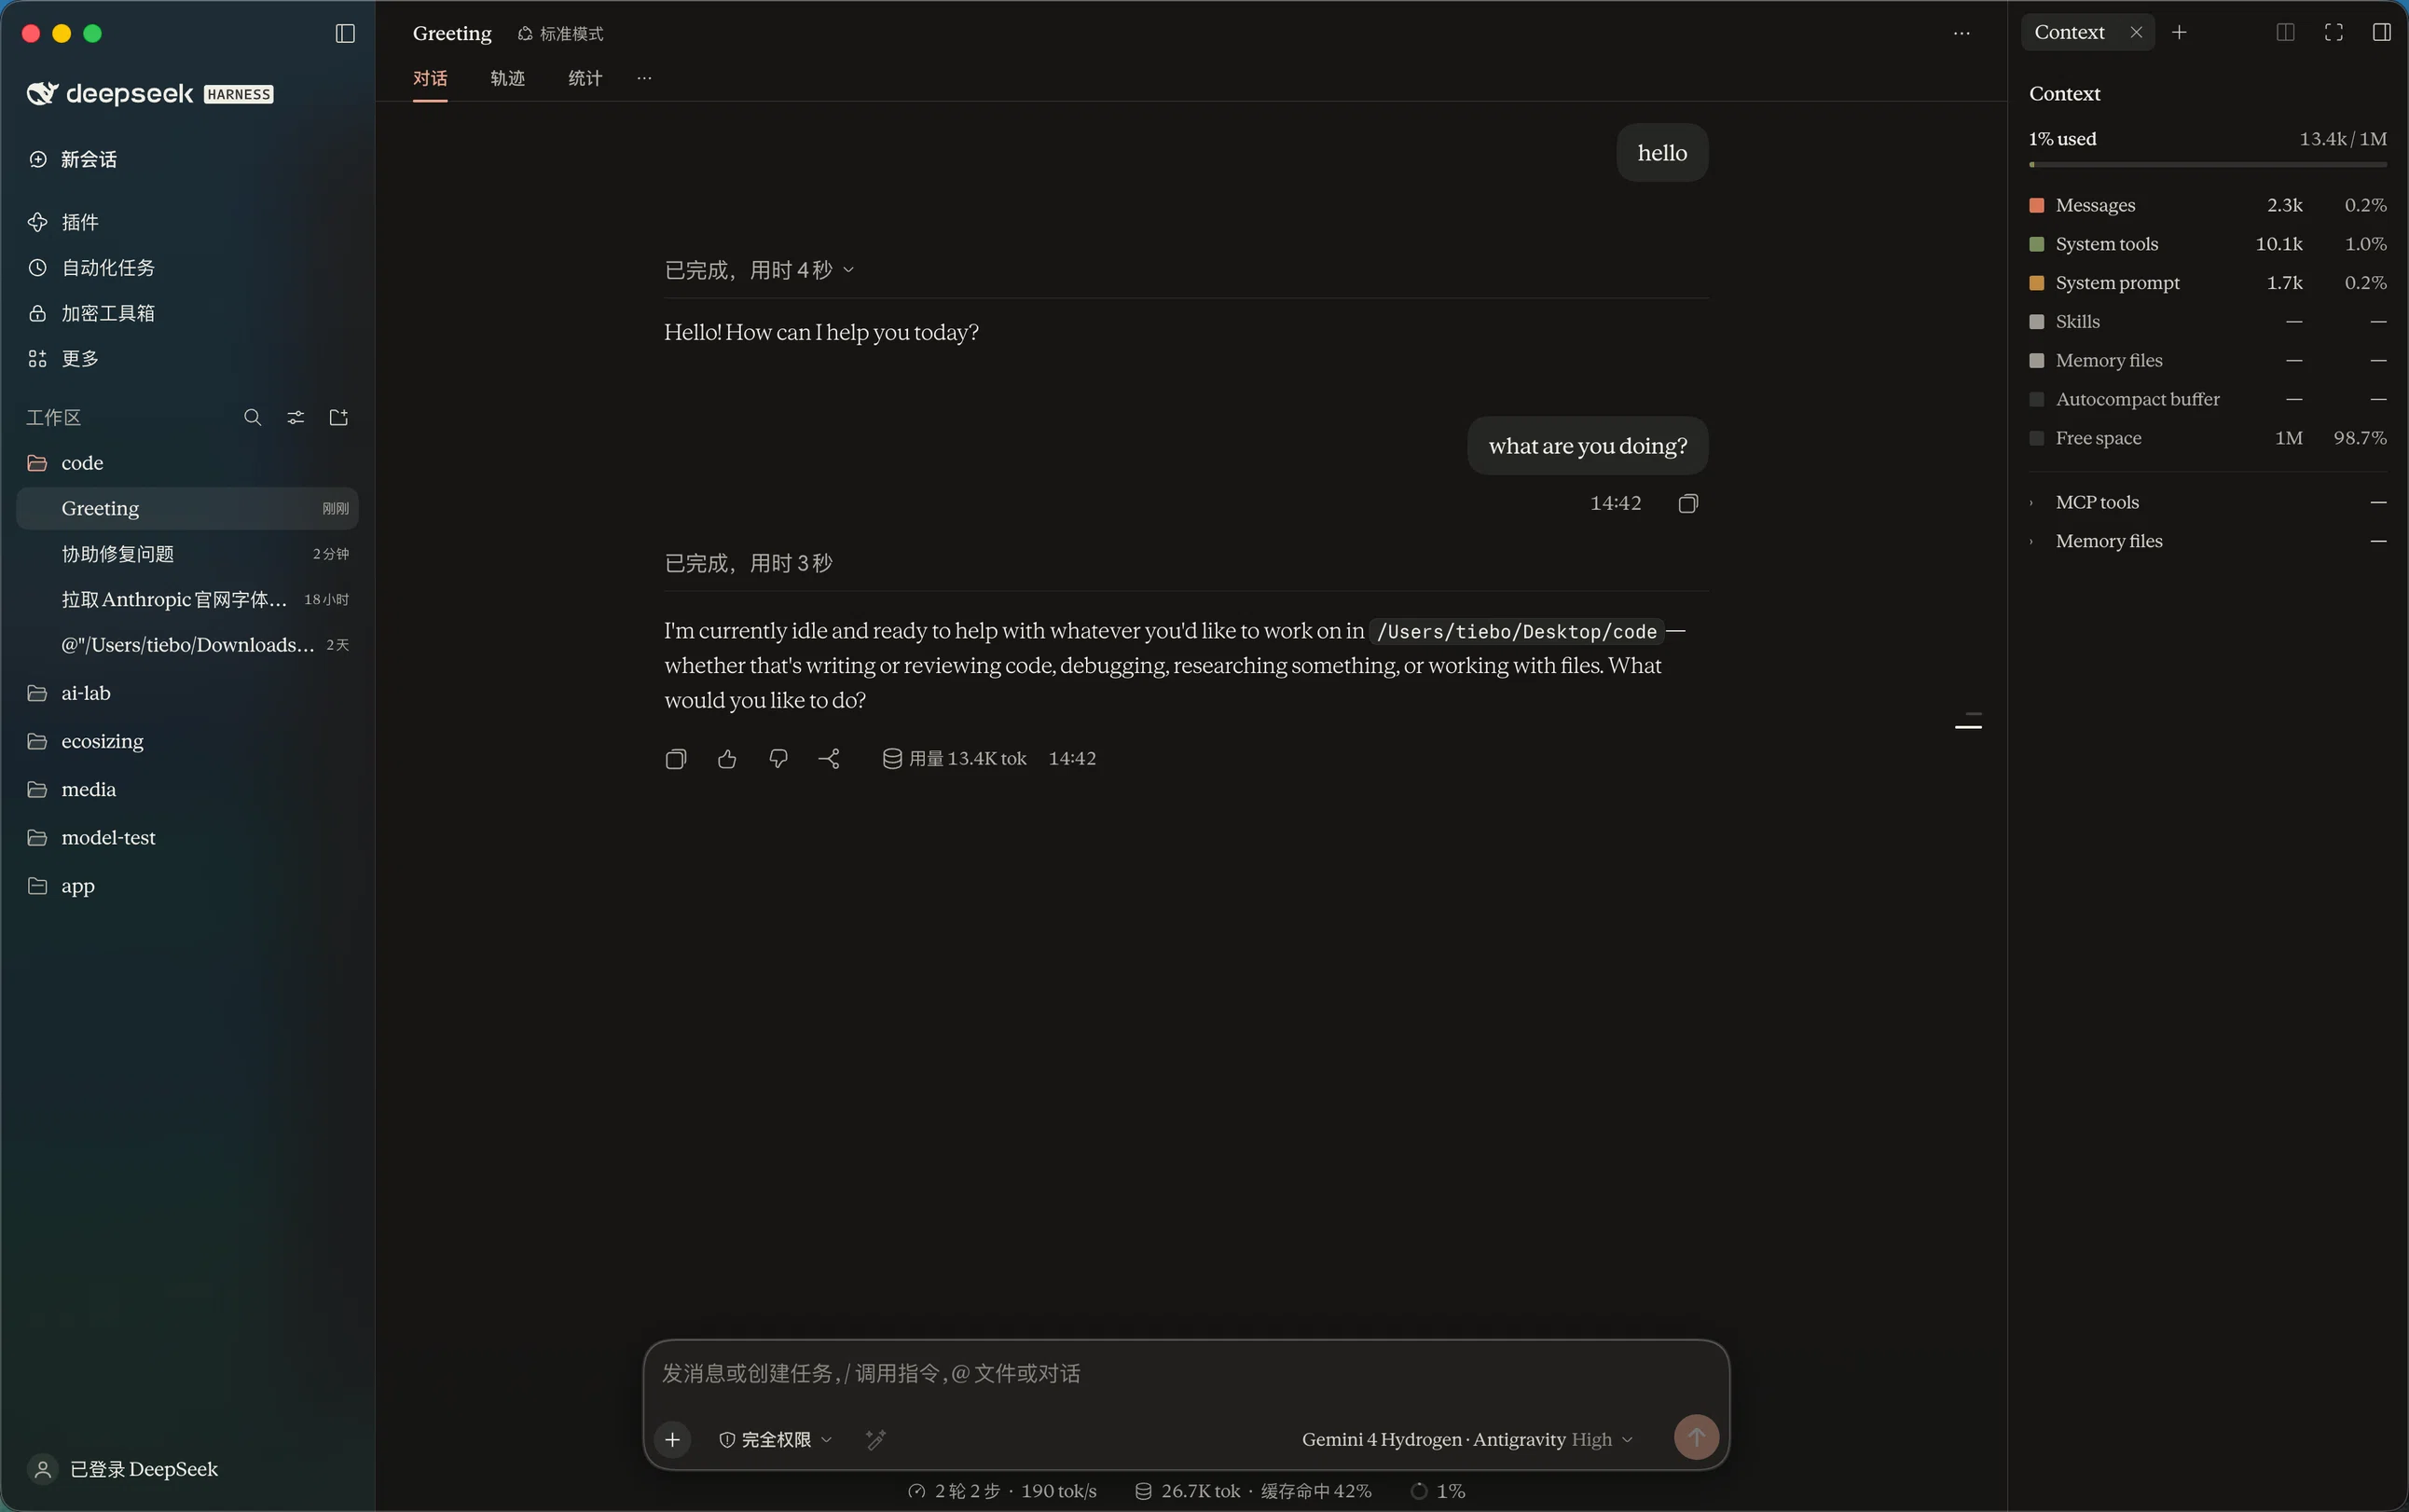 deepseek HARNESS
新会话
插件
自动化任务
加密工具箱
更多
工作区
code
Greeting 刚刚
协助修复问题 2分钟
拉取 Anthropic 官网字体… 18小时
@"/Users/tiebo/Downloads… 2天
ai-lab
ecosizing
media
model-test
app
已登录 DeepSeek
Greeting 标准模式
对话 轨迹 统计
hello
已完成，用时 4 秒
Hello! How can I help you today?
what are you doing?
14:42
已完成，用时 3 秒
I'm currently idle and ready to help with whatever you'd like to work on in /Users/tiebo/Desktop/code —
whether that's writing or reviewing code, debugging, researching something, or working with files. What
would you like to do?
用量 13.4K tok 14:42
发消息或创建任务, / 调用指令, @ 文件或对话
完全权限 Gemini 4 Hydrogen · Antigravity High
2 轮 2 步 · 190 tok/s 26.7K tok · 缓存命中 42% 1%
Context
Context
1% used 13.4k / 1M
Messages 2.3k 0.2%
System tools 10.1k 1.0%
System prompt 1.7k 0.2%
Skills — —
Memory files — —
Autocompact buffer — —
Free space 1M 98.7%
MCP tools —
Memory files —